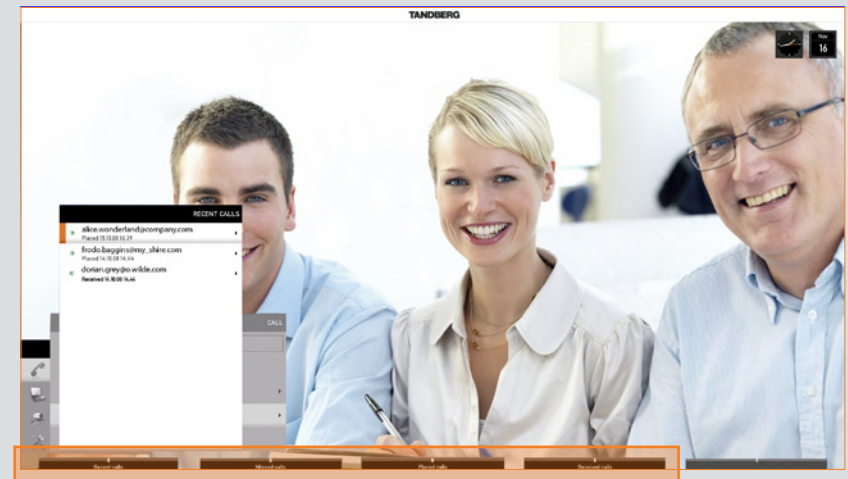 TANDBERG
Nov
16
RECENT CALLS
alice.wonderland@company.com
Placed 15.10.08 16.29
frodo.baggins@my_shire.com
Placed 14.10.08 14.44
dorian.grey@o.wilde.com
Received 14.10.08 14.44
CALL
Recent calls
Missed calls
Placed calls
Received calls